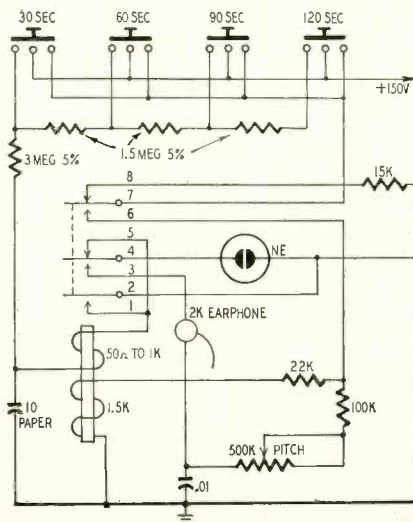 30 SEC 60 SEC 90 SEC 120 SEC
+150V
1.5 MEG 5%
3 MEG 5%
8
15K
7
6
5
4
NE
3
2
2K EARPHONE
1
50Ω TO 1K
22K
10
PAPER
1.5K
100K
500K PITCH
.01